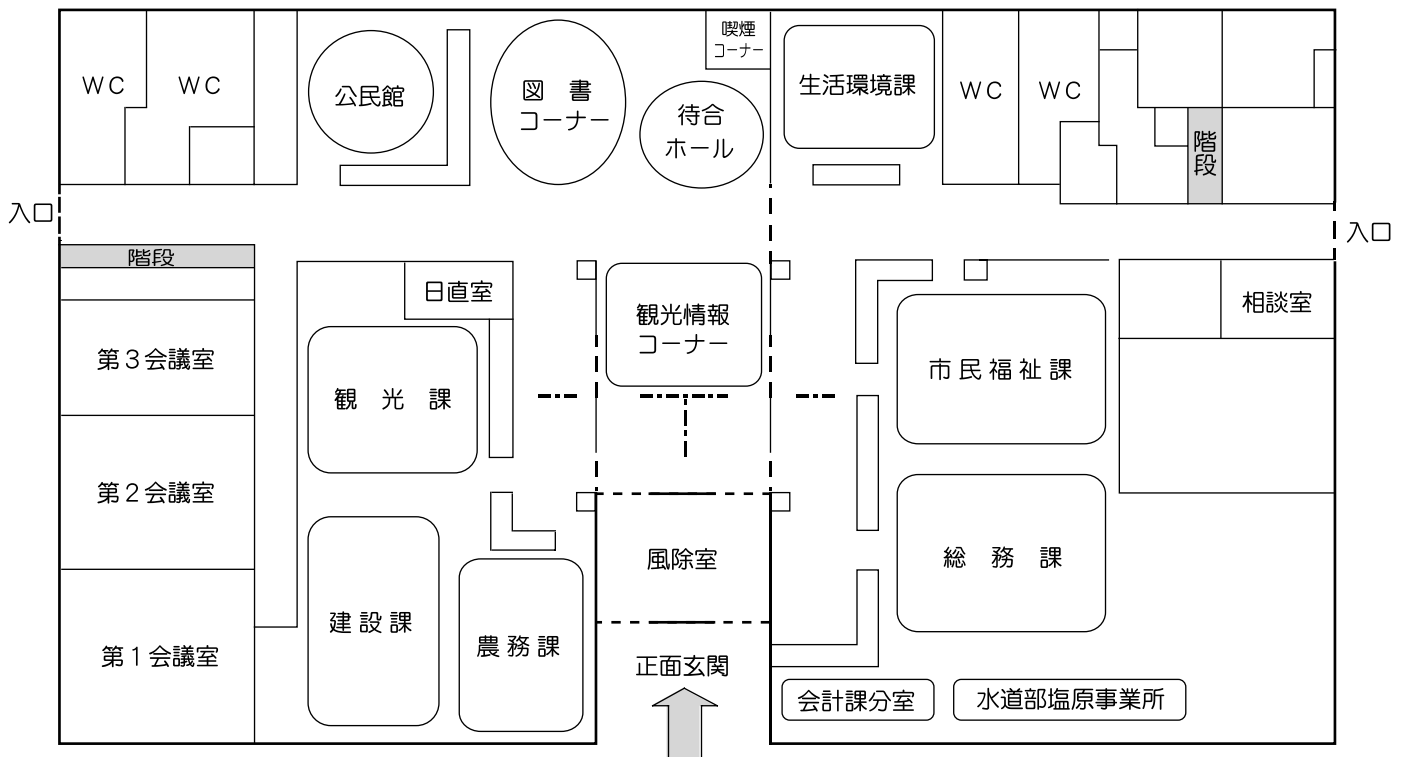 喫煙
コーナー
WC
WC
公民館
図書
コーナー
待合
ホール
生活環境課
WC
WC
階段
入口
入口
階段
日直室
観光情報
コーナー
相談室
第3会議室
観光課
市民福祉課
第2会議室
風除室
総務課
建設課
農務課
第1会議室
正面玄関
会計課分室
水道部塩原事業所